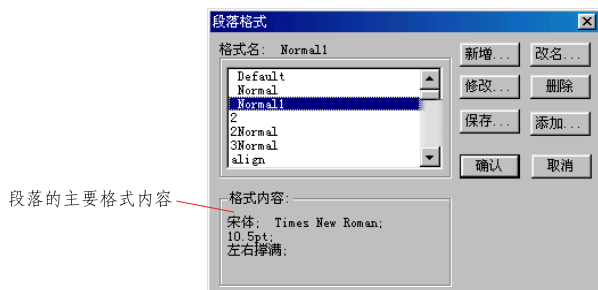 段落格式
格式名: Normal1
新增... 改名...
Default
Normal
修改... 删除
Normal1
2
2Normal
保存... 添加...
3Normal
align
确认 取消
段落的主要格式内容
格式内容:
宋体; Times New Roman;
10.5pt;
左右撑满;